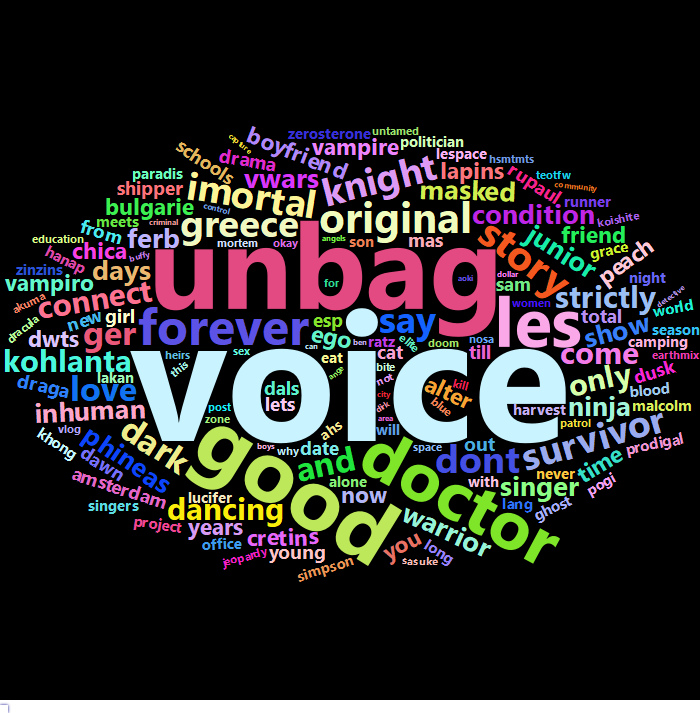 zerosterone untamed
capture boyfriend vampire politician
schools drama lespace hsmtmts teotfw
paradis vwars knight lapins rupaul community
shipper imortal masked runner
bulgarie greece original condition koishite
meets control
from ferb criminal story junior friend
education chica mortem okay angels son mas grace peach
hanap buffy unbag
zinzins days for sam aoki dollar night
vampiro connect strictly detective
akuma new girl forever esp say les women total world
dracula dwts ger ego ratz elite nosa show season
kohlanta heirs can ben cat doom till come camping earthmix
this sex eat bite voice
lakan ange not kill only dusk
draga love dals city alter blood
inhuman post lets dirk blue harvest ninja malcolm
zone area patrol
khong vlog dark ahs will out survivor prodigal
phineas boys why date space never time
dawn good and doctor dont
amsterdam lucifer alone with singer pogi
singers dancing now lang ghost
project years cretins warrior
office young you long
jeopardy simpson sasuke